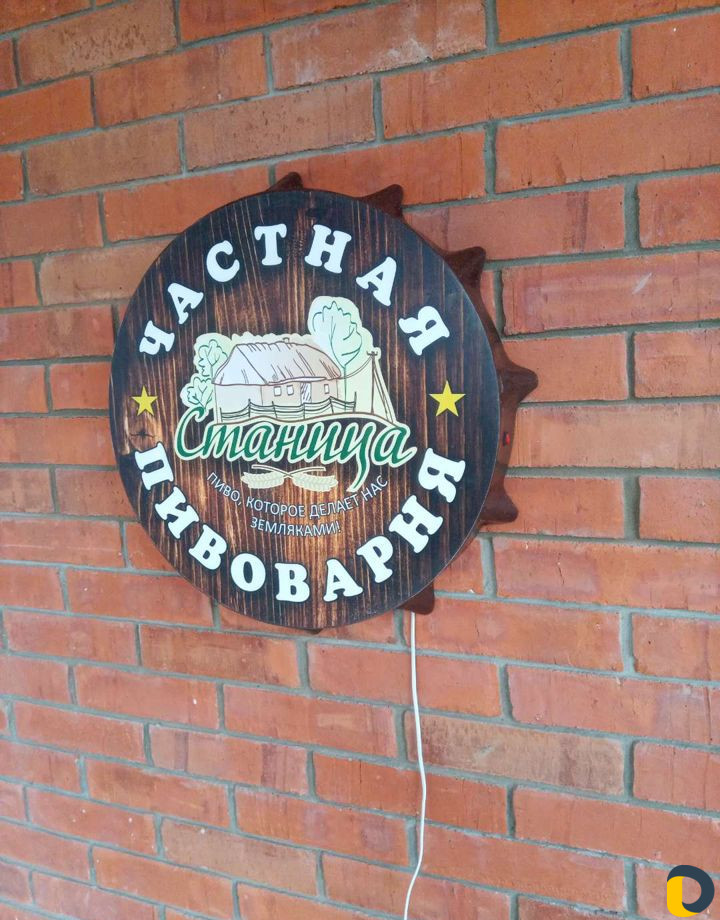 ЧАСТНАЯ
Станица
ПИВО, КОТОРОЕ ДЕЛАЕТ НАС
ЗЕМЛЯКАМИ!
ПИВОВАРНЯ